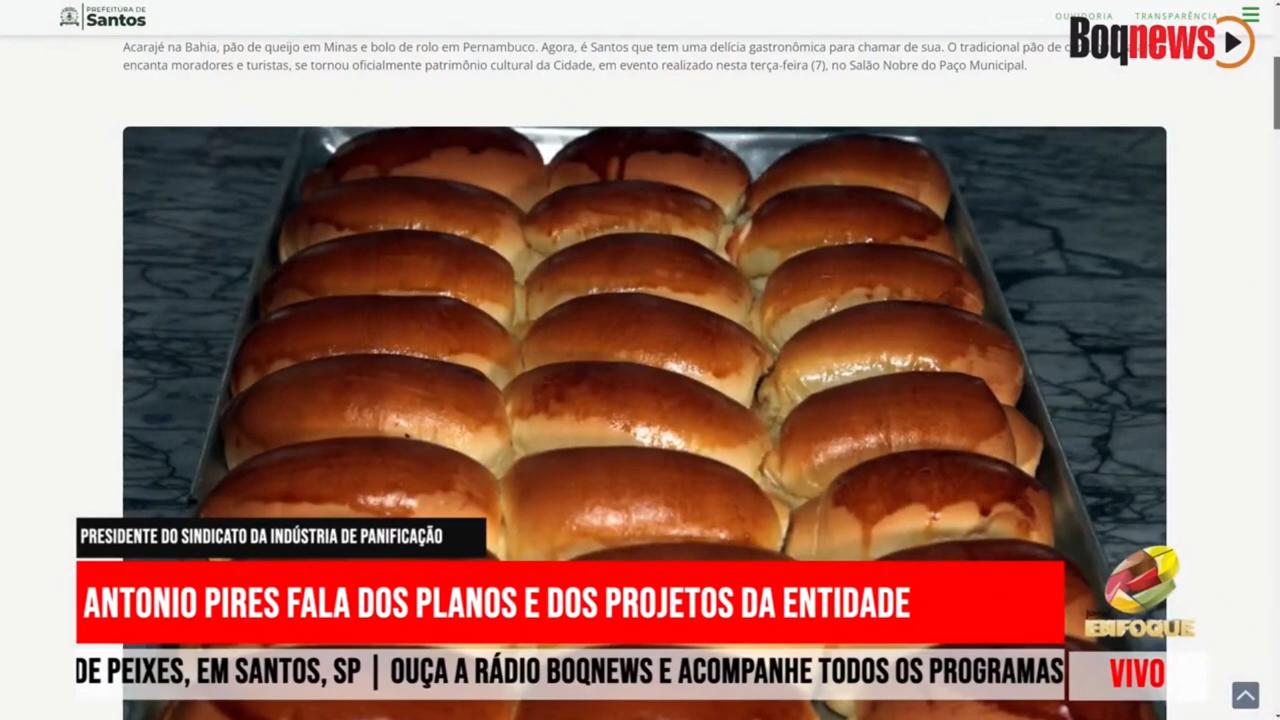 PREFEITURA DE
Santos
OUVIDORIA TRANSPARÊNCIA
Boqnews
Acarajé na Bahia, pão de queijo em Minas e bolo de rolo em Pernambuco. Agora, é Santos que tem uma delícia gastronômica para chamar de sua. O tradicional pão de
encanta moradores e turistas, se tornou oficialmente patrimônio cultural da Cidade, em evento realizado nesta terça-feira (7), no Salão Nobre do Paço Municipal.
PRESIDENTE DO SINDICATO DA INDÚSTRIA DE PANIFICAÇÃO
ANTONIO PIRES FALA DOS PLANOS E DOS PROJETOS DA ENTIDADE
ENFOQUE
DE PEIXES, EM SANTOS, SP | OUÇA A RÁDIO BOQNEWS E ACOMPANHE TODOS OS PROGRAMAS
VIVO